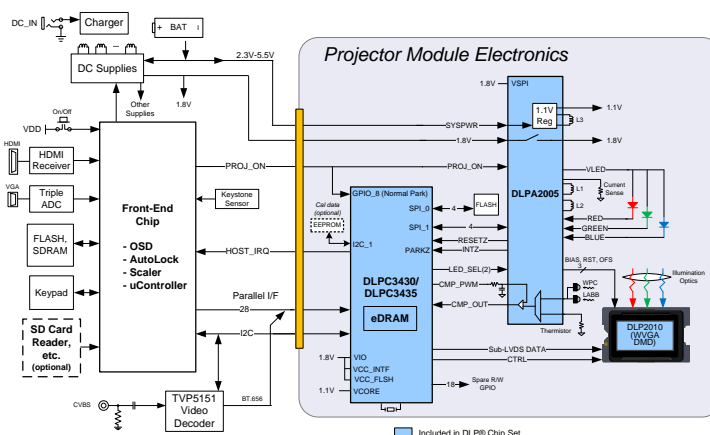 DC_IN
Charger
+ BAT I
Projector Module Electronics
DC Supplies
2.3V-5.5V
Other
Supplies
1.8V
On/Off
VDD
HDMI
HDMI
Receiver
VGA
Triple
ADC
FLASH,
SDRAM
Keypad
SD Card
Reader,
etc.
(optional)
CVBS
Front-End
Chip
- OSD
- AutoLock
- Scaler
- uController
TVP5151
Video
Decoder
BT.656
PROJ_ON
Keystone
Sensor
HOST_IRQ
Parallel I/F
28
I2C
1.8V
VSPI
1.1V
Reg
1.1V
L3
SYSPWR
1.8V
1.8V
PROJ_ON
DLPA2005
VLED
L1
L2
Current
Sense
RED
GREEN
BLUE
GPIO_8 (Normal Park)
Cal data
(optional)
EEPROM
I2C_1
SPI_0
4
FLASH
SPI_1
4
RESETZ
PARKZ
INTZ
DLPC3430/
DLPC3435
eDRAM
LED_SEL(2)
CMP_PWM
CMP_OUT
BIAS, RST, OFS
3
WPC
LABB
Thermistor
Illumination
Optics
DLP2010
(WVGA
DMD)
Sub-LVDS DATA
CTRL
1.8V
VIO
VCC_INTF
VCC_FLSH
1.1V
VCORE
18
Spare R/W
GPIO
Included in DLP® Chip Set